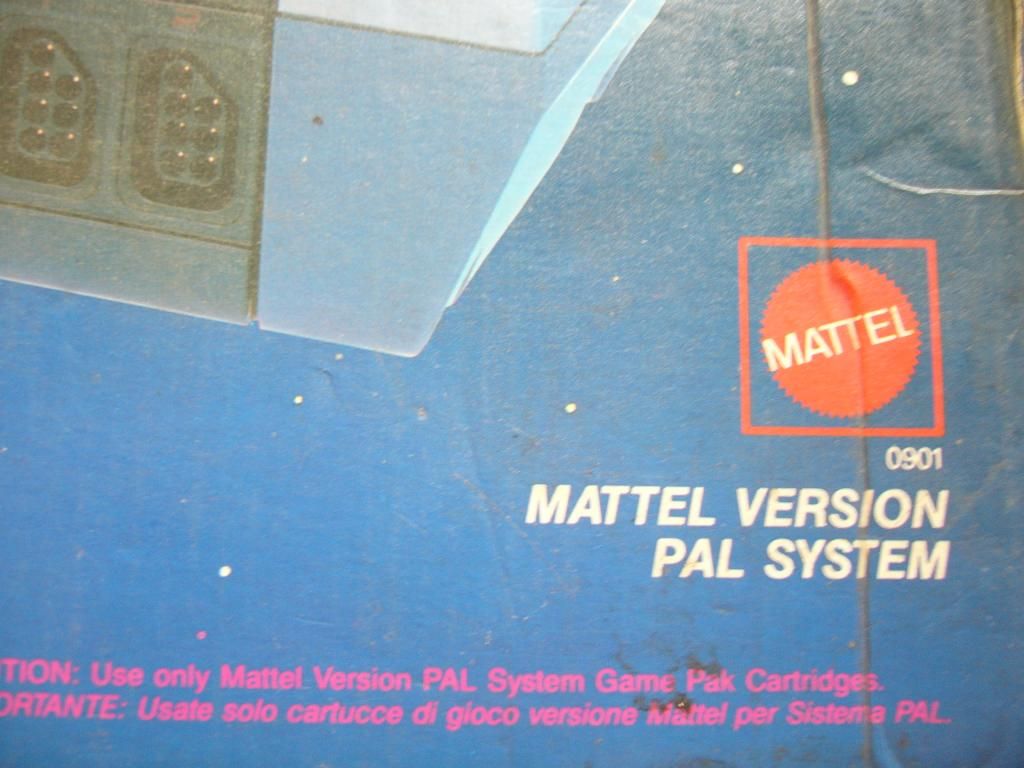 MATTEL
0901
MATTEL VERSION
PAL SYSTEM
TION: Use only Mattel Version PAL System Game Pak Cartridges.
ORTANTE: Usate solo cartucce di gioco versione Mattel per Sistema PAL.